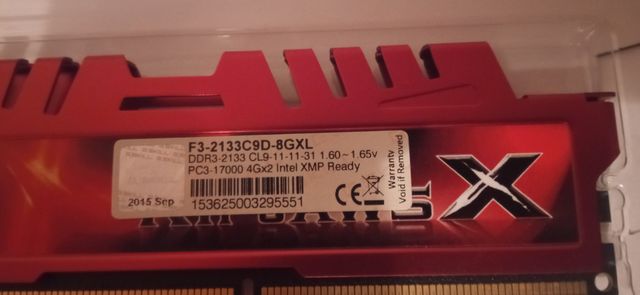 F3-2133C9D-8GXL
DDR3-2133 CL9-11-11-31 1.60~1.65v
PC3-17000 4Gx2 Intel XMP Ready
2015 Sep
153625003295551
CE
Warranty
Void if Removed
X